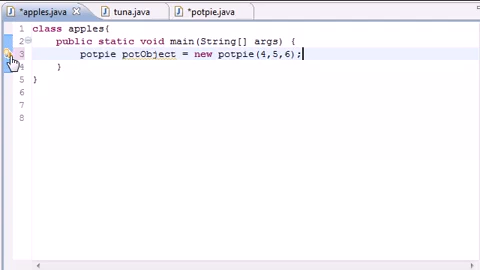 *apples.java tuna.java *potpie.java
1 class apples{
2 public static void main(String[] args) {
3 potpie potObject = new potpie(4,5,6);
4 }
5 }
6
7
8